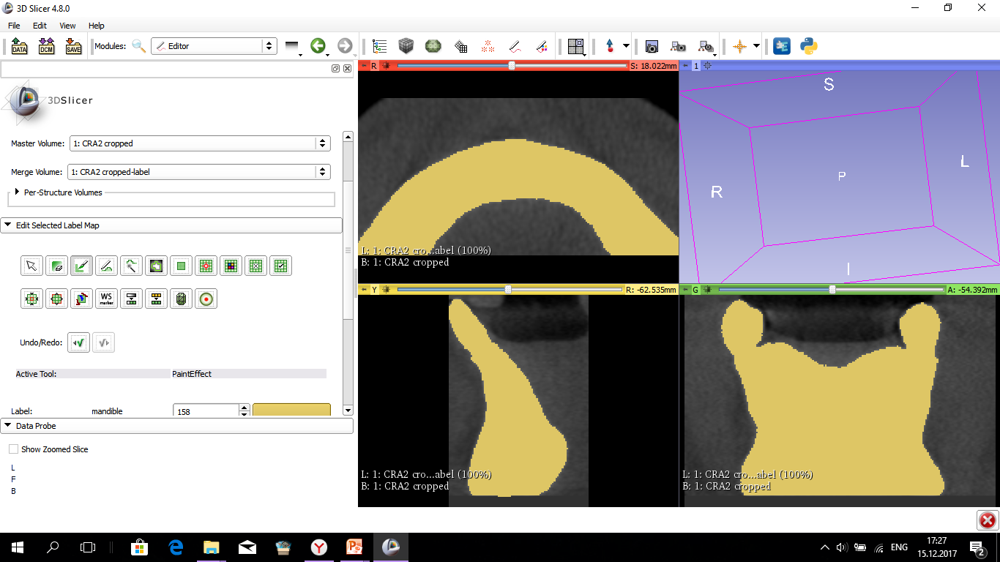 3D Slicer 4.8.0
File Edit View Help
DATA DCM SAVE Modules: Editor
R S: 18.022mm
1
3DSlicer
Master Volume: 1: CRA2 cropped
Merge Volume: 1: CRA2 cropped-label
Per-Structure Volumes
Edit Selected Label Map
WS
marker
Undo/Redo:
Active Tool: PaintEffect
Label: mandible 158
Data Probe
Show Zoomed Slice
L
F
B
L: 1: CRA2 cro...abel (100%)
B: 1: CRA2 cropped
S
L
P
R
I
Y R: -62.535mm
L: 1: CRA2 cro...abel (100%)
B: 1: CRA2 cropped
G A: -54.392mm
L: 1: CRA2 cro...abel (100%)
B: 1: CRA2 cropped
ENG
17:27
15.12.2017
2